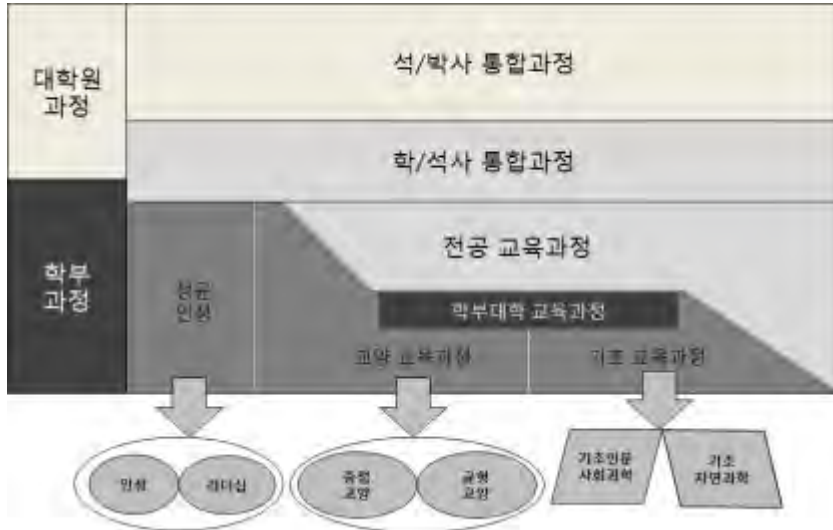 대학원
과정
석/박사 통합과정
학/석사 통합과정
학부
과정
전공 교육과정
성균
인성
학부대학 교육과정
교양 교육과정
기초 교육과정
인성
리더십
중점
교양
균형
교양
기초인문
사회과학
기초
자연과학